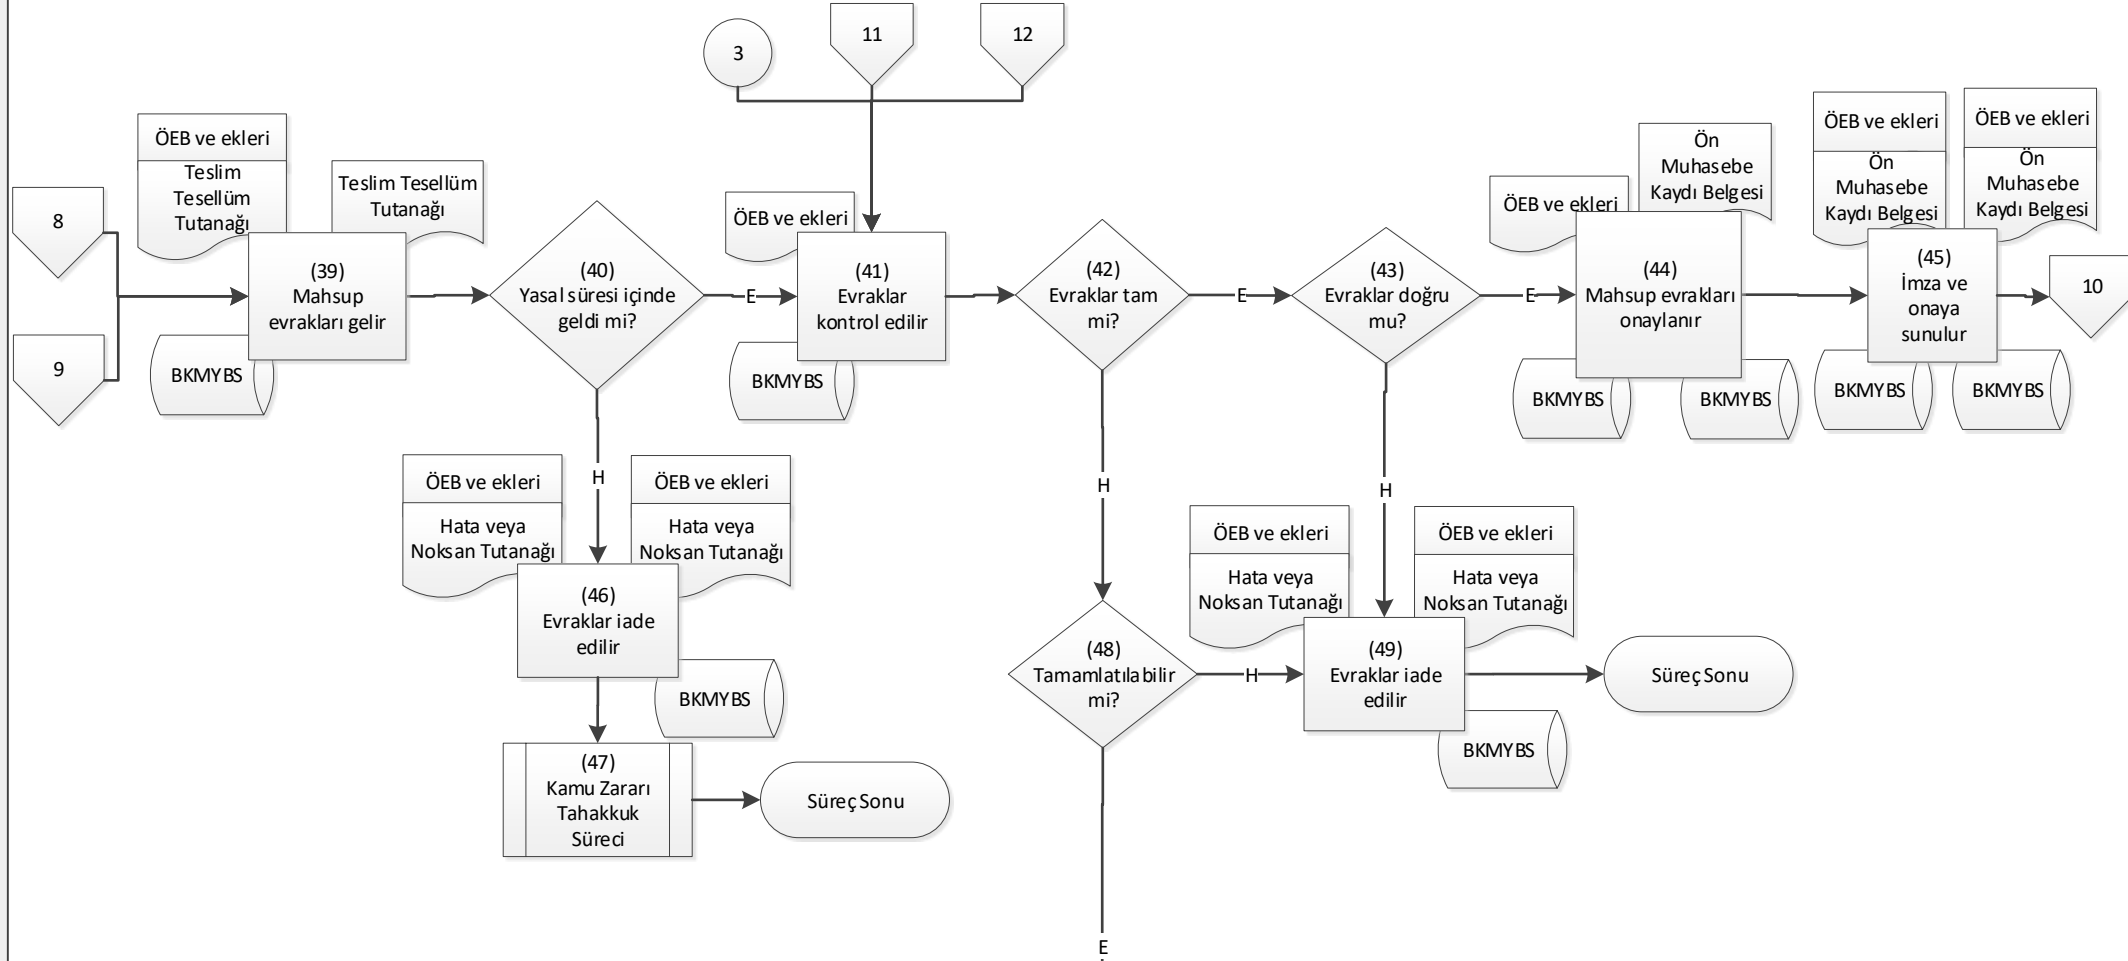 3
11
12
8
9
ÖEB ve ekleri
Teslim
Tesellüm
Tutanağı
Teslim Tesellüm
Tutanağı
(39)
Mahsup
evrakları gelir
BKMYBS
(40)
Yasal süresi içinde
geldi mi?
E
ÖEB ve ekleri
(41)
Evraklar
kontrol edilir
BKMYBS
(42)
Evraklar tam
mi?
E
(43)
Evraklar doğru
mu?
E
ÖEB ve ekleri
Ön
Muhasebe
Kaydı Belgesi
(44)
Mahsup evrakları
onaylanır
BKMYBS
BKMYBS
ÖEB ve ekleri
Ön
Muhasebe
Kaydı Belgesi
ÖEB ve ekleri
Ön
Muhasebe
Kaydı Belgesi
(45)
İmza ve
onaya
sunulur
BKMYBS
BKMYBS
10
H
ÖEB ve ekleri
Hata veya
Noksan Tutanağı
ÖEB ve ekleri
Hata veya
Noksan Tutanağı
(46)
Evraklar iade
edilir
BKMYBS
(47)
Kamu Zararı
Tahakkuk
Süreci
Süreç Sonu
H
H
ÖEB ve ekleri
Hata veya
Noksan Tutanağı
ÖEB ve ekleri
Hata veya
Noksan Tutanağı
(48)
Tamamlatılabilir
mi?
H
(49)
Evraklar iade
edilir
BKMYBS
Süreç Sonu
E